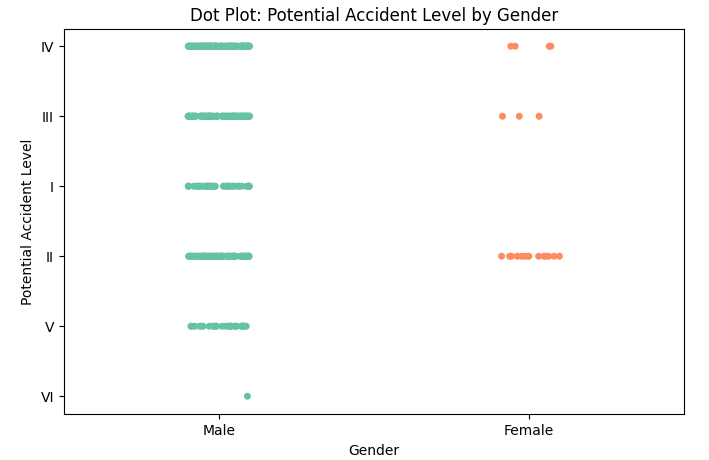 Dot Plot: Potential Accident Level by Gender
Potential Accident Level
IV
III
I
II
V
VI
Male Female
Gender